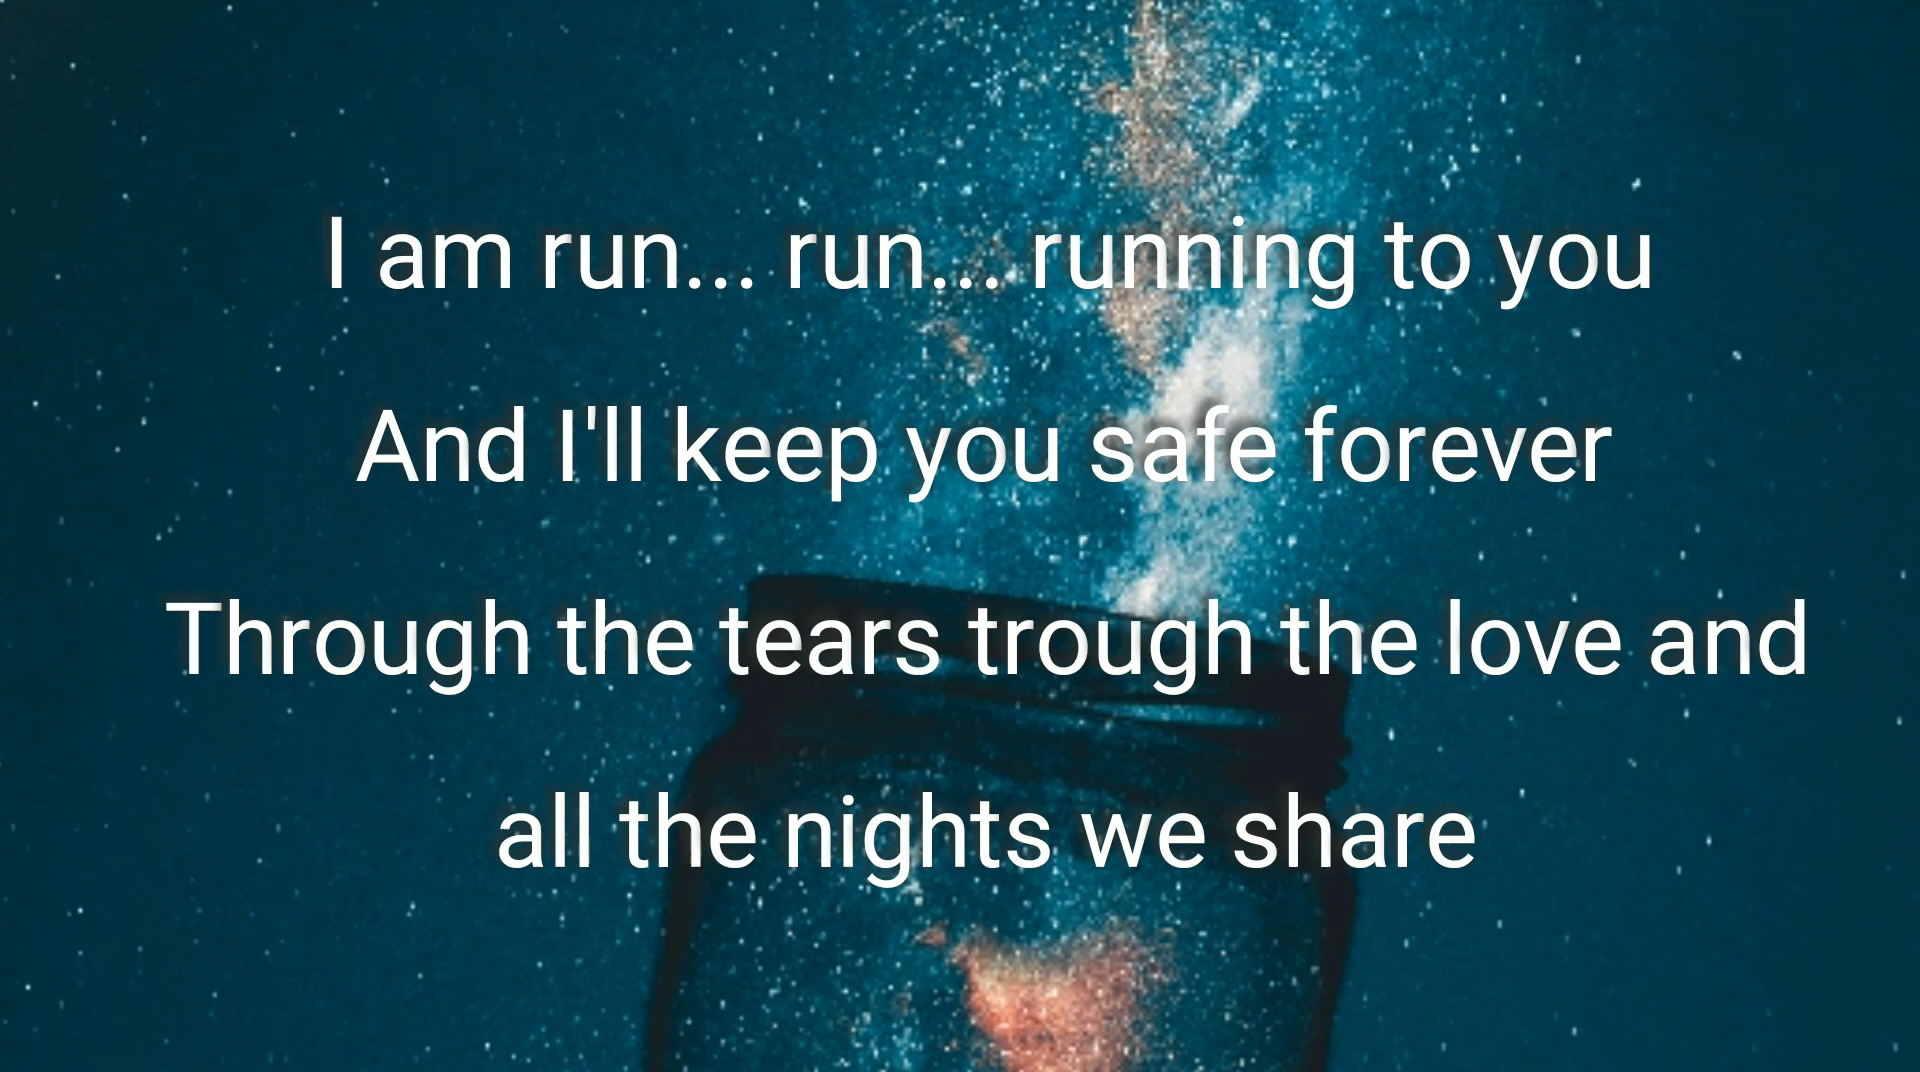 I am run... run... running to you
And I'll keep you safe forever
Through the tears trough the love and
all the nights we share